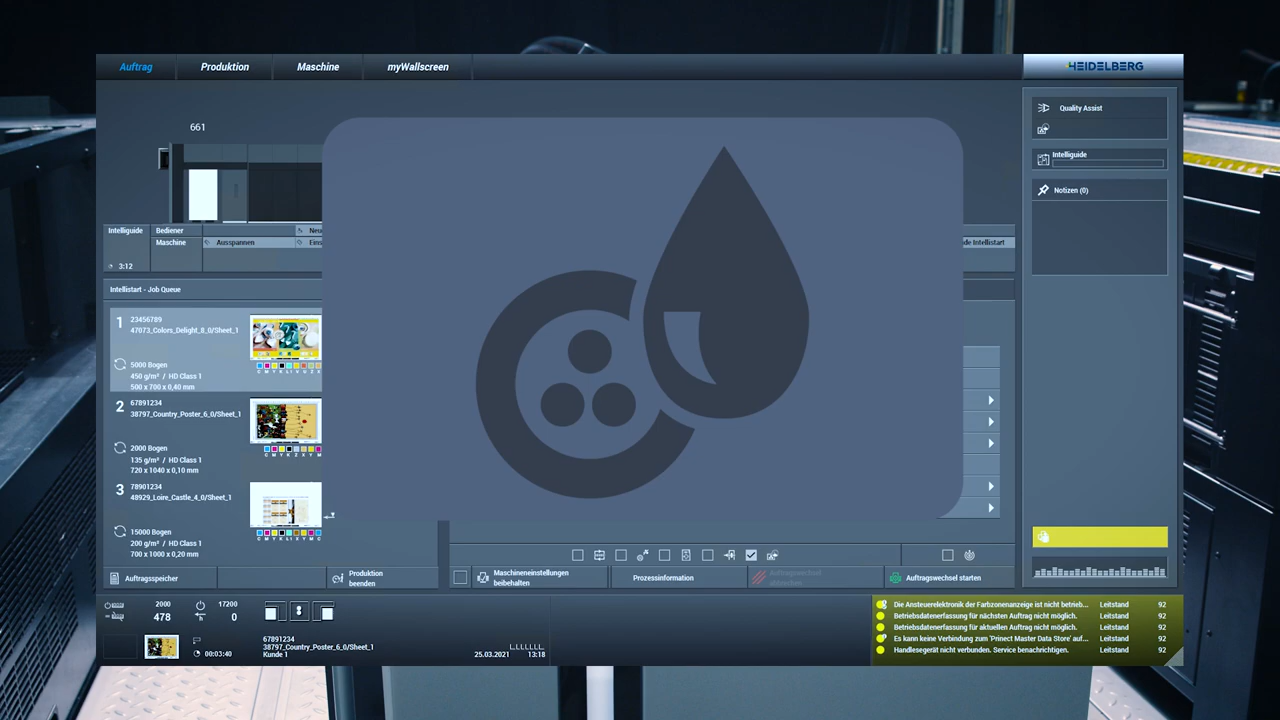 Auftrag
Produktion
Maschine
myWallscreen
HEIDELBERG
661
Quality Assist
Intelliguide
Notizen (0)
Intelliguide
Bediener
Neu
Maschine
Ausspannen
Eins
de Intellistart
3:12
Intellistart - Job Queue
1
23456789
47073_Colors_Delight_8_0/Sheet_1
5000 Bogen
450 g/m² / HD Class 1
500 x 700 x 0,40 mm
2
67891234
38797_Country_Poster_6_0/Sheet_1
2000 Bogen
135 g/m² / HD Class 1
720 x 1040 x 0,10 mm
3
78901234
48929_Loire_Castle_4_0/Sheet_1
15000 Bogen
200 g/m² / HD Class 1
700 x 1000 x 0,20 mm
Auftragsspeicher
Produktion
beenden
Maschineneinstellungen
beibehalten
Prozessinformation
Auftragswechsel
abbrechen
Auftragswechsel starten
2000
478
17200
0
00:03:40
67891234
38797_Country_Poster_6_0/Sheet_1
Kunde 1
25.03.2021
13:18
Die Ansteuerelektronik der Farbzonenanzeige ist nicht betrieb... Leitstand 92
Betriebsdatenerfassung für nächsten Auftrag nicht möglich. Leitstand 92
Betriebsdatenerfassung für aktuellen Auftrag nicht möglich. Leitstand 92
Es kann keine Verbindung zum 'Prinect Master Data Store' auf... Leitstand 92
Handlesegerät nicht verbunden. Service benachrichtigen. Leitstand 92